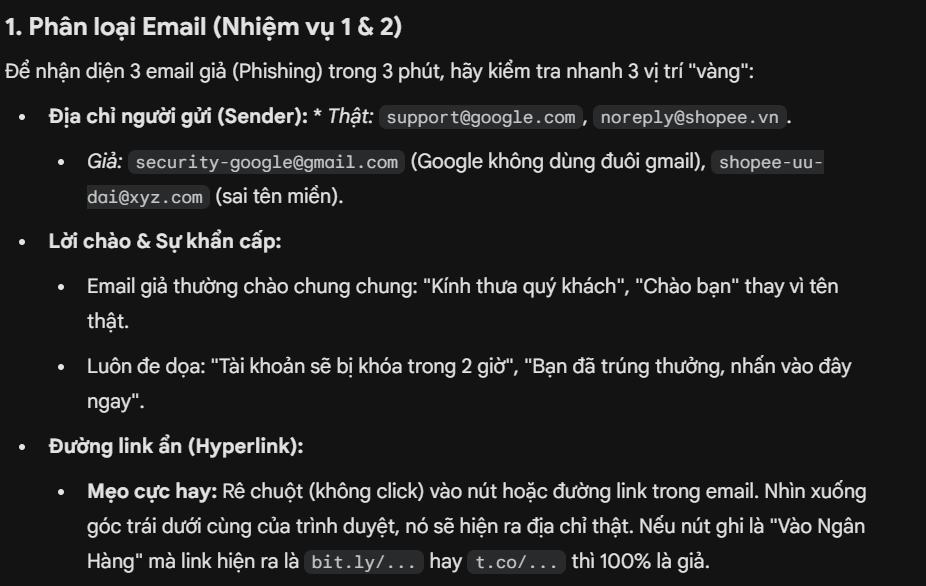 1. Phân loại Email (Nhiệm vụ 1 & 2)
Để nhận diện 3 email giả (Phishing) trong 3 phút, hãy kiểm tra nhanh 3 vị trí "vàng":
• Địa chỉ người gửi (Sender): * Thật: support@google.com , noreply@shopee.vn .
• Giả: security-google@gmail.com (Google không dùng đuôi gmail), shopee-uu-
dai@xyz.com (sai tên miền).
• Lời chào & Sự khẩn cấp:
• Email giả thường chào chung chung: "Kính thưa quý khách", "Chào bạn" thay vì tên
thật.
• Luôn đe dọa: "Tài khoản sẽ bị khóa trong 2 giờ", "Bạn đã trúng thưởng, nhấn vào đây
ngay".
• Đường link ẩn (Hyperlink):
• Mẹo cực hay: Rê chuột (không click) vào nút hoặc đường link trong email. Nhìn xuống
góc trái dưới cùng của trình duyệt, nó sẽ hiện ra địa chỉ thật. Nếu nút ghi là "Vào Ngân
Hàng" mà link hiện ra là bit.ly/... hay t.co/... thì 100% là giả.